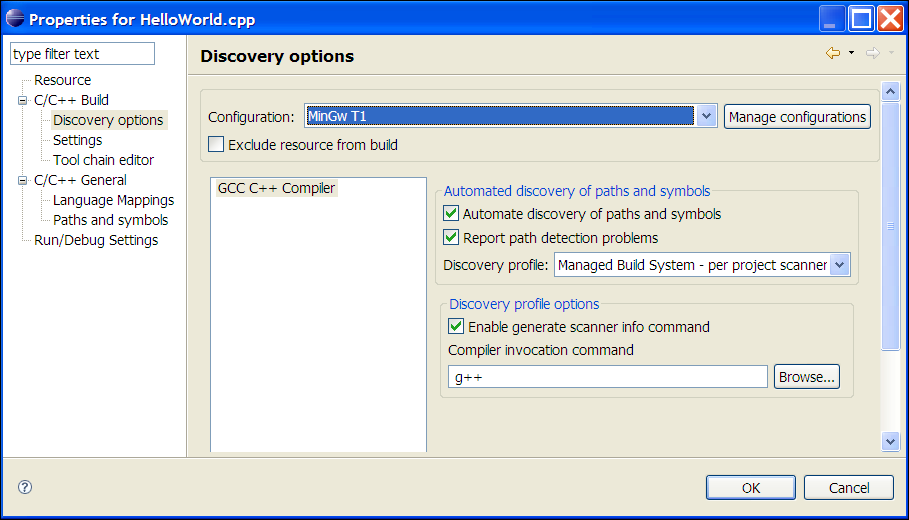 Properties for HelloWorld.cpp
type filter text
Resource
C/C++ Build
Discovery options
Settings
Tool chain editor
C/C++ General
Language Mappings
Paths and symbols
Run/Debug Settings
Discovery options
Configuration: MinGw T1 Manage configurations
Exclude resource from build
GCC C++ Compiler
Automated discovery of paths and symbols
Automate discovery of paths and symbols
Report path detection problems
Discovery profile: Managed Build System - per project scanner
Discovery profile options
Enable generate scanner info command
Compiler invocation command
g++ Browse...
? OK Cancel